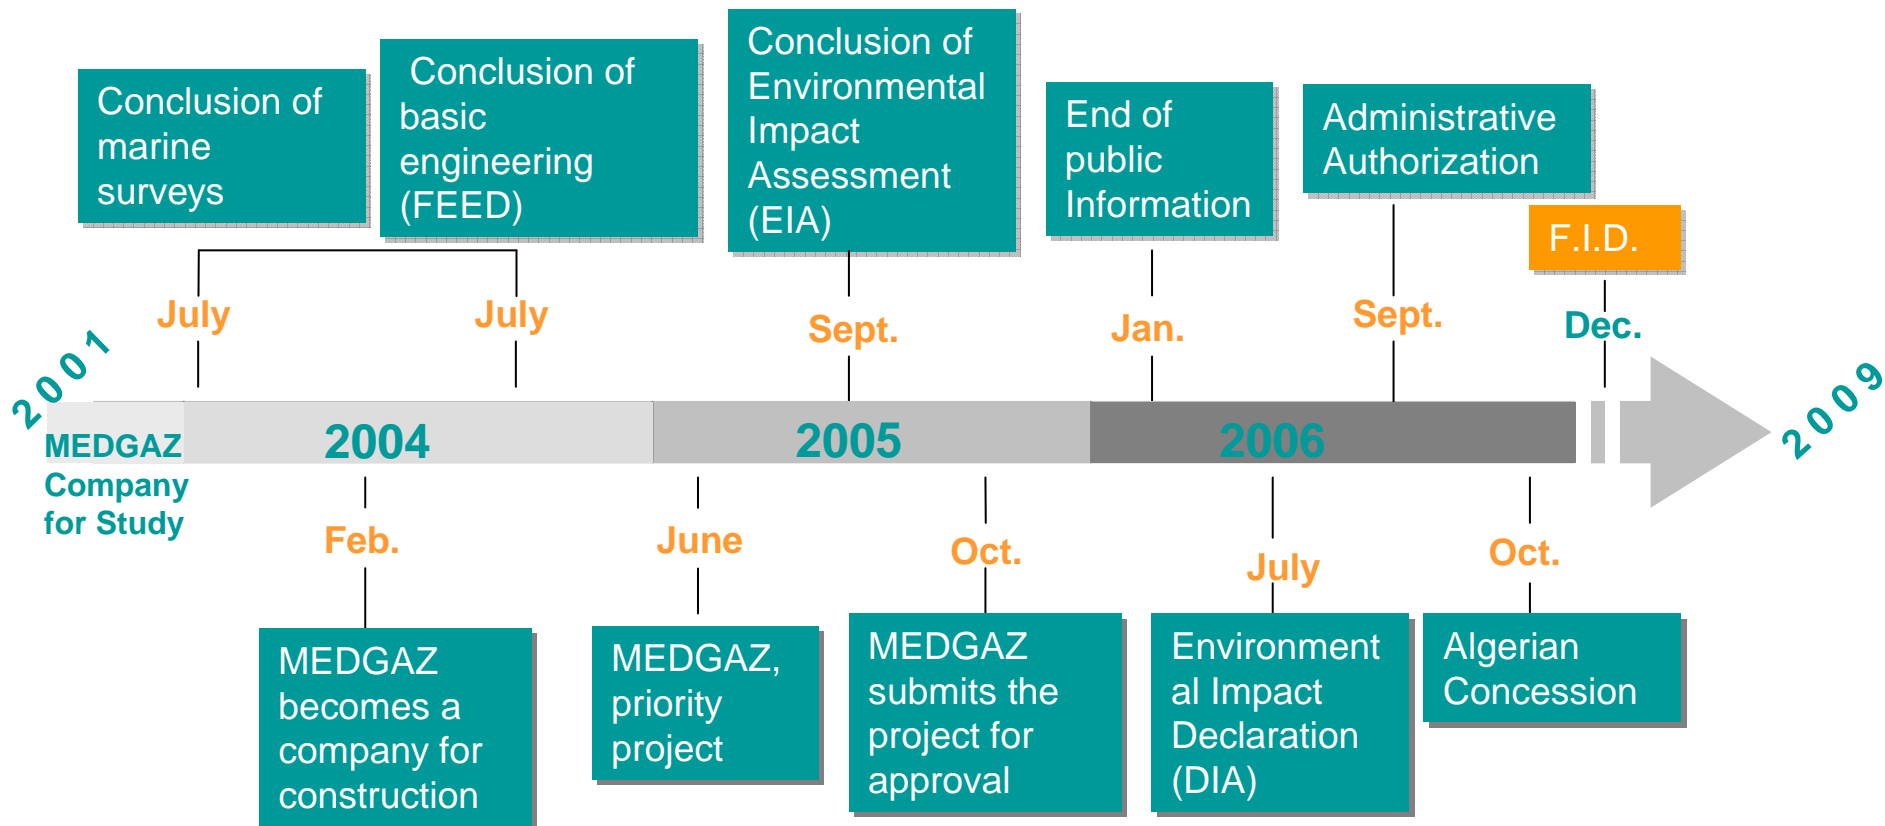 Conclusion of
marine
surveys
Conclusion of
basic
engineering
(FEED)
Conclusion of
Environmental
Impact
Assessment
(EIA)
End of
public
Information
Administrative
Authorization
F.I.D.
July
July
Sept.
Jan.
Sept.
Dec.
2001
MEDGAZ
Company
for Study
2004
2005
2006
2009
Feb.
June
Oct.
July
Oct.
MEDGAZ
becomes a
company for
construction
MEDGAZ,
priority
project
MEDGAZ
submits the
project for
approval
Environment
al Impact
Declaration
(DIA)
Algerian
Concession